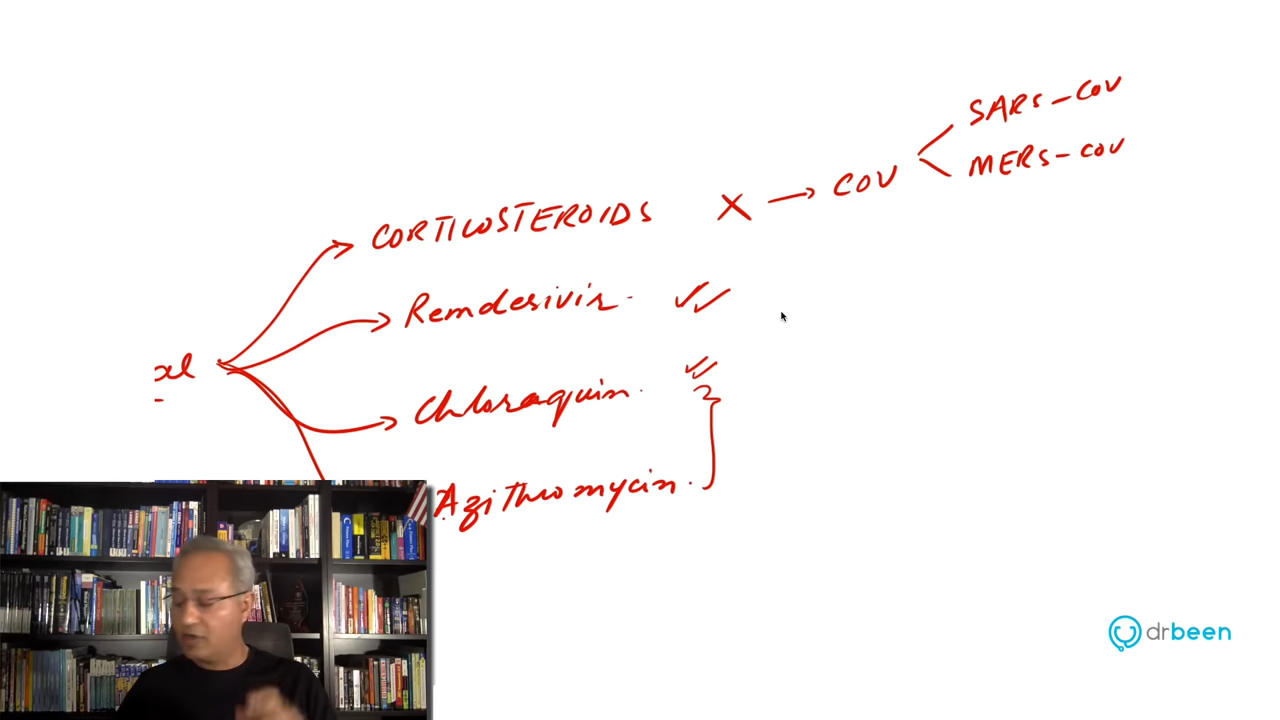 SARS-COV
MERS-COV
CORTICOSTEROIDS X → COV
Remdesivir. ✓✓
Chloraquin.
Azithromycin.
drbeen